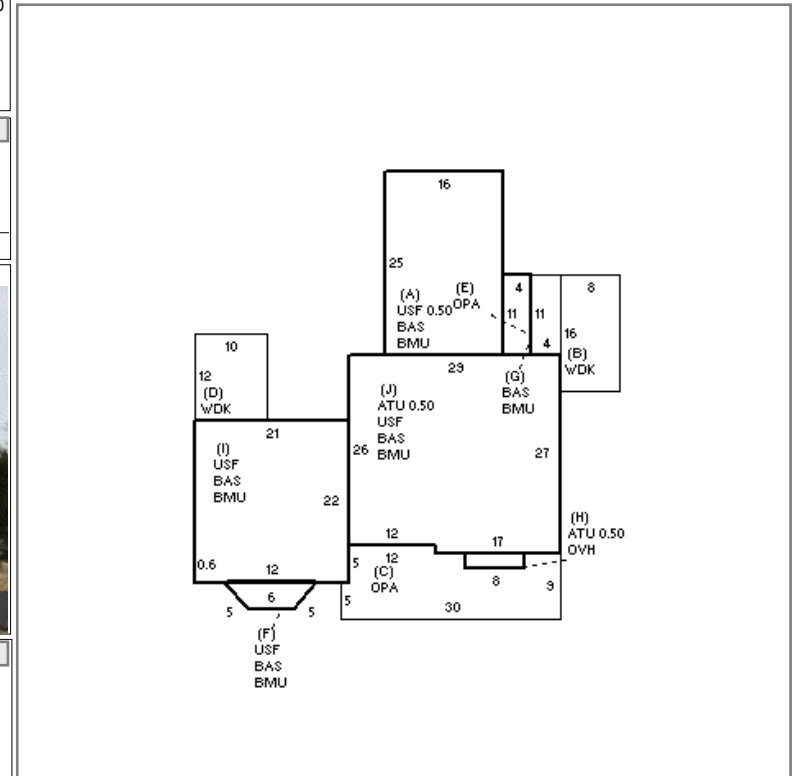 16
25
(A)
USF 0.50
BAS
BMU
(E)
OPA
4
11
11
4
8
16
(B)
WDK
10
12
(D)
WDK
29
(J)
ATU 0.50
USF
BAS
BMU
(G)
BAS
BMU
26
27
21
(I)
USF
BAS
BMU
22
12
17
(H)
ATU 0.50
OVH
0.6
12
5
12
(C)
OPA
8
9
6
5
5
5
30
(F)
USF
BAS
BMU